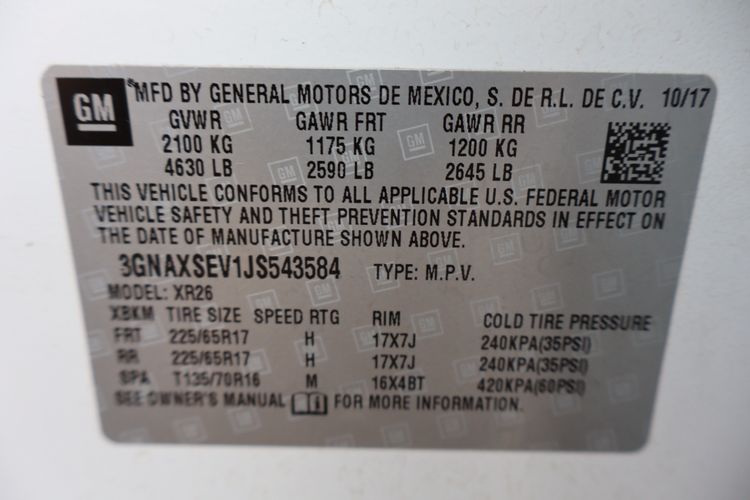 GM
MFD BY GENERAL MOTORS DE MEXICO, S. DE R.L. DE C.V. 10/17
GVWR GAWR FRT GAWR RR
2100 KG 1175 KG 1200 KG
4630 LB 2590 LB 2645 LB
THIS VEHICLE CONFORMS TO ALL APPLICABLE U.S. FEDERAL MOTOR
VEHICLE SAFETY AND THEFT PREVENTION STANDARDS IN EFFECT ON
THE DATE OF MANUFACTURE SHOWN ABOVE.
3GNAXSEV1JS543584 TYPE: M.P.V.
MODEL: XR26
XBKM TIRE SIZE SPEED RTG RIM COLD TIRE PRESSURE
FRT 225/65R17 H 17X7J 240KPA(35PSI)
RR 225/65R17 H 17X7J 240KPA(35PSI)
SPA T135/70R16 M 16X4BT 420KPA(60PSI)
SEE OWNER'S MANUAL FOR MORE INFORMATION.